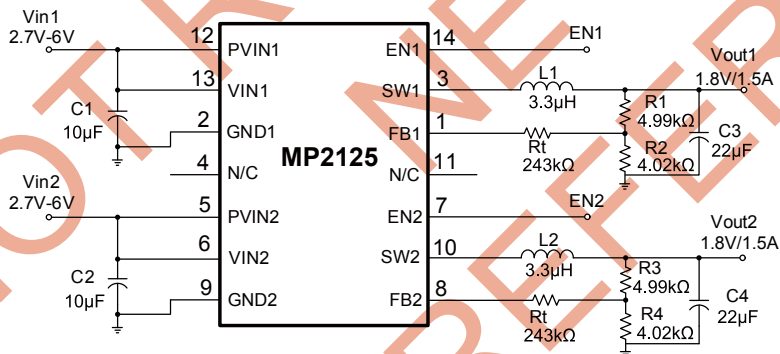 Vin1
2.7V-6V
12
PVIN1
13
VIN1
C1
10µF
2
GND1
4
N/C
Vin2
2.7V-6V
5
PVIN2
6
VIN2
C2
10µF
9
GND2
MP2125
EN1
14
EN1
SW1
3
L1
3.3µH
Vout1
1.8V/1.5A
R1
4.99kΩ
FB1
1
Rt
243kΩ
R2
4.02kΩ
C3
22µF
N/C
11
EN2
7
EN2
SW2
10
L2
3.3µH
Vout2
1.8V/1.5A
R3
4.99kΩ
FB2
8
Rt
243kΩ
R4
4.02kΩ
C4
22µF